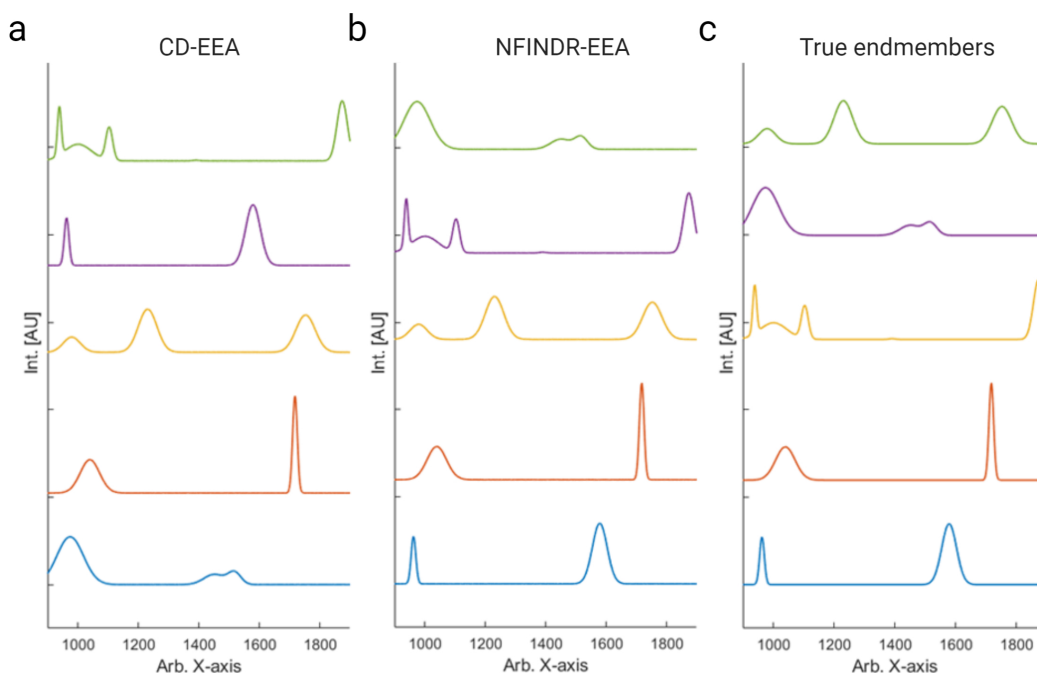 a
CD-EEA
Int. [AU]
1000 1200 1400 1600 1800
Arb. X-axis
b
NFINDR-EEA
Int. [AU]
1000 1200 1400 1600 1800
Arb. X-axis
c
True endmembers
Int. [AU]
1000 1200 1400 1600 1800
Arb. X-axis